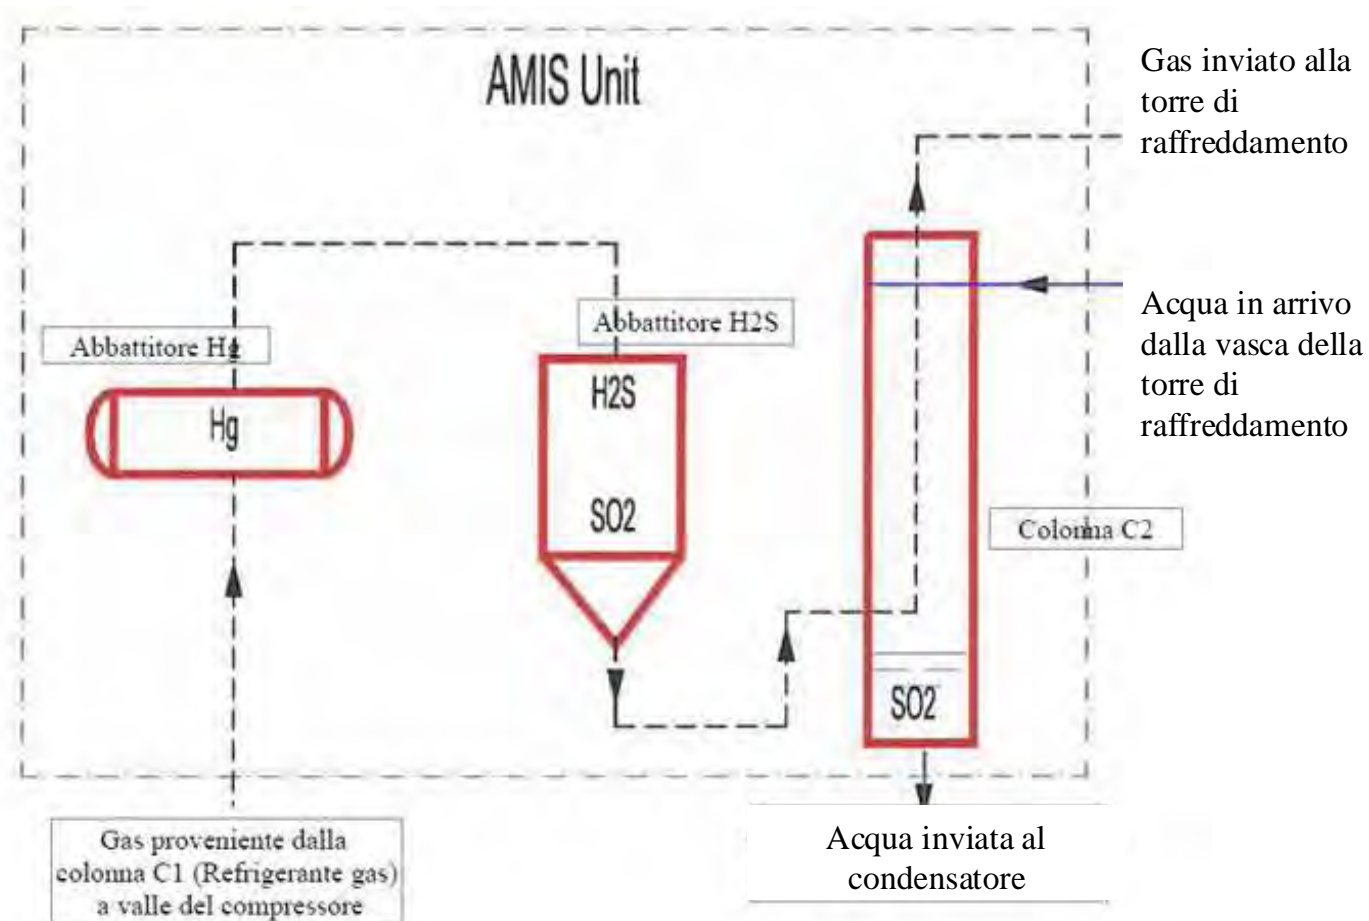 AMIS Unit
Gas inviato alla
torre di
raffreddamento
Abbattitore Hg
Hg
Abbattitore H2S
H2S
SO2
Acqua in arrivo
dalla vasca della
torre di
raffreddamento
Colonna C2
SO2
Gas proveniente dalla
colonna C1 (Refrigerante gas)
a valle del compressore
Acqua inviata al
condensatore